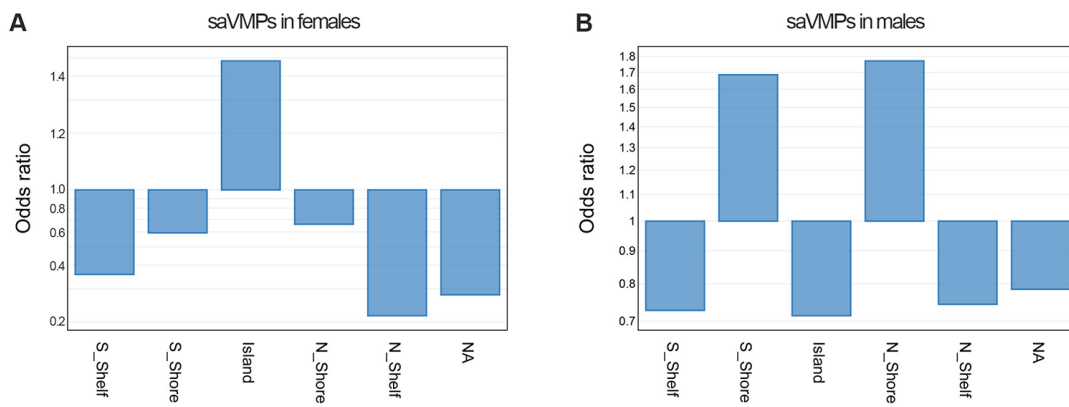 A
saVMPs in females
Odds ratio
1.4
1.2
1.0
0.8
0.6
0.4
0.2
S_Shelf
S_Shore
Island
N_Shore
N_Shelf
NA
B
saVMPs in males
Odds ratio
1.8
1.7
1.6
1.5
1.4
1.3
1.2
1.1
1
0.9
0.8
0.7
S_Shelf
S_Shore
Island
N_Shore
N_Shelf
NA